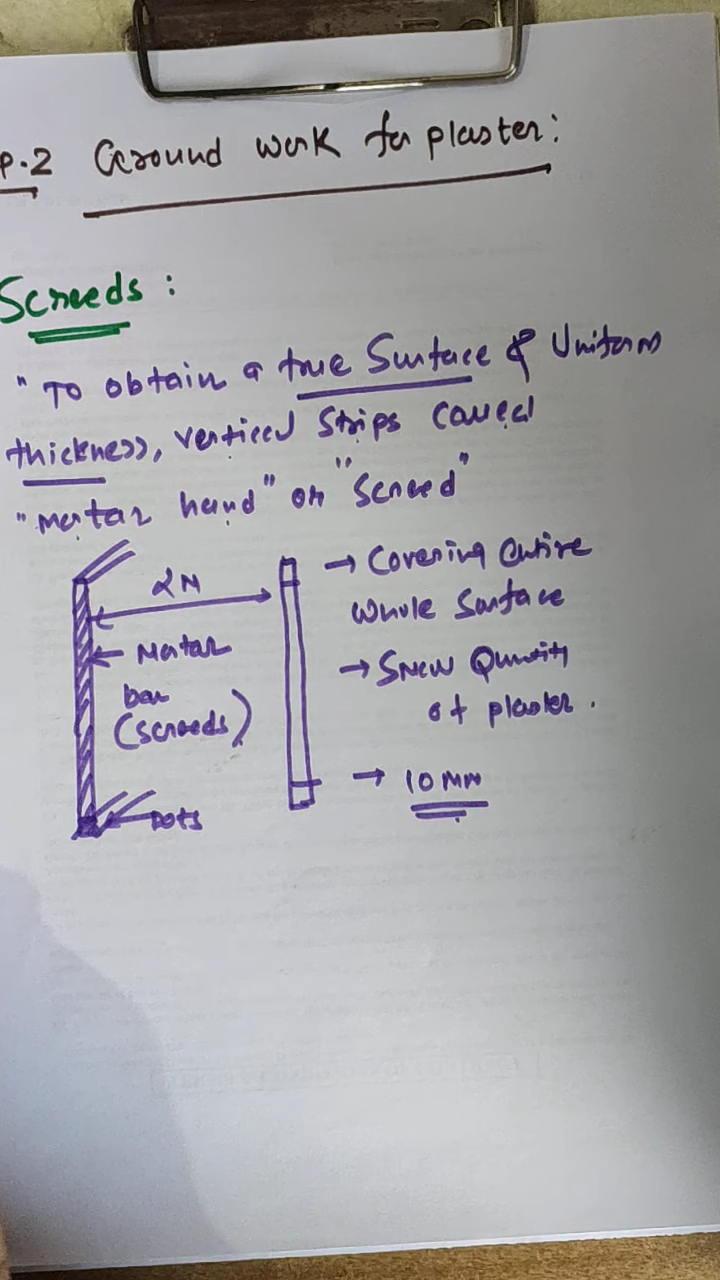 P.2 Ground work for plaster:
Screeds:
"To obtain a true Surface & Uniform
thickness, vertical Strips called
"mortar band" or "Screed"
2M
→ Covering entire
whole Surface
← Mortar
bar
(screeds)
→ Quantity
of plaster.
→ 10 MM
Dots